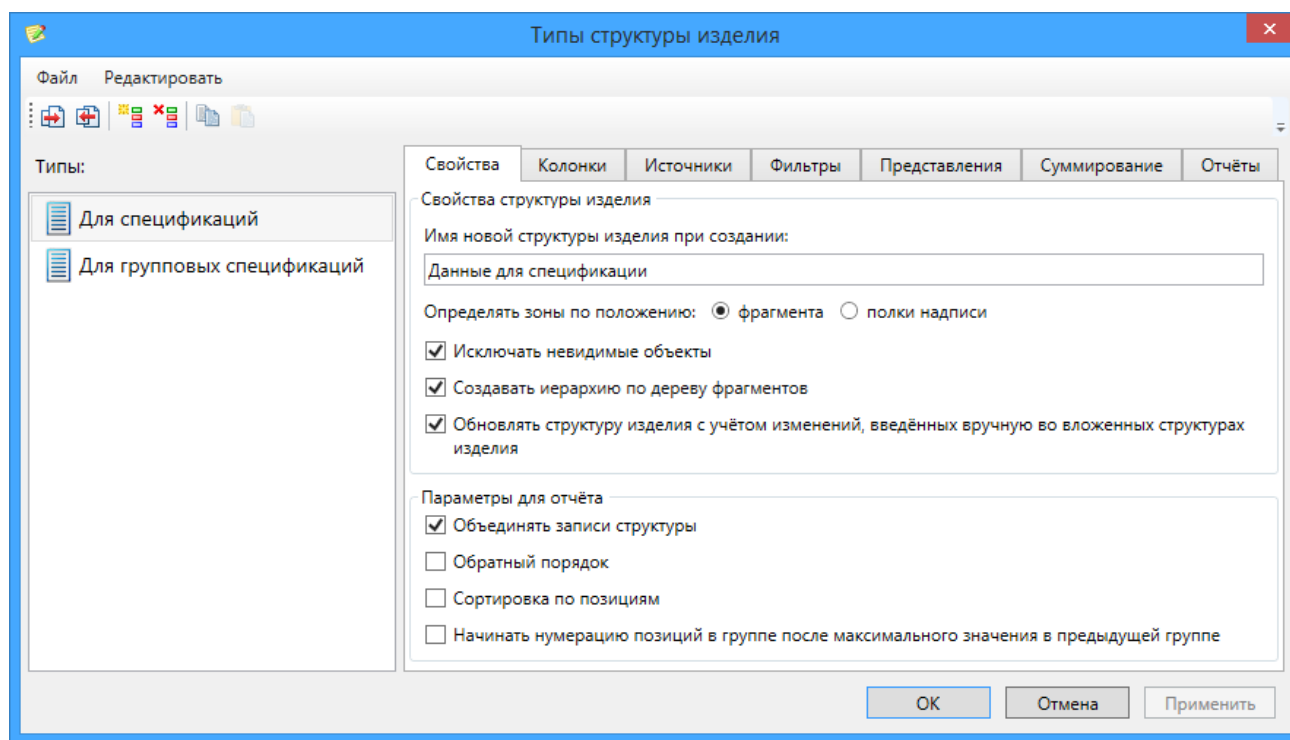 Типы структуры изделия
Файл Редактировать
Типы:
Для спецификаций
Для групповых спецификаций
Свойства Колонки Источники Фильтры Представления Суммирование Отчёты
Свойства структуры изделия
Имя новой структуры изделия при создании:
Данные для спецификации
Определять зоны по положению: фрагмента полки надписи
Исключать невидимые объекты
Создавать иерархию по дереву фрагментов
Обновлять структуру изделия с учётом изменений, введённых вручную во вложенных структурах
изделия
Параметры для отчёта
Объединять записи структуры
Обратный порядок
Сортировка по позициям
Начинать нумерацию позиций в группе после максимального значения в предыдущей группе
ОК Отмена Применить